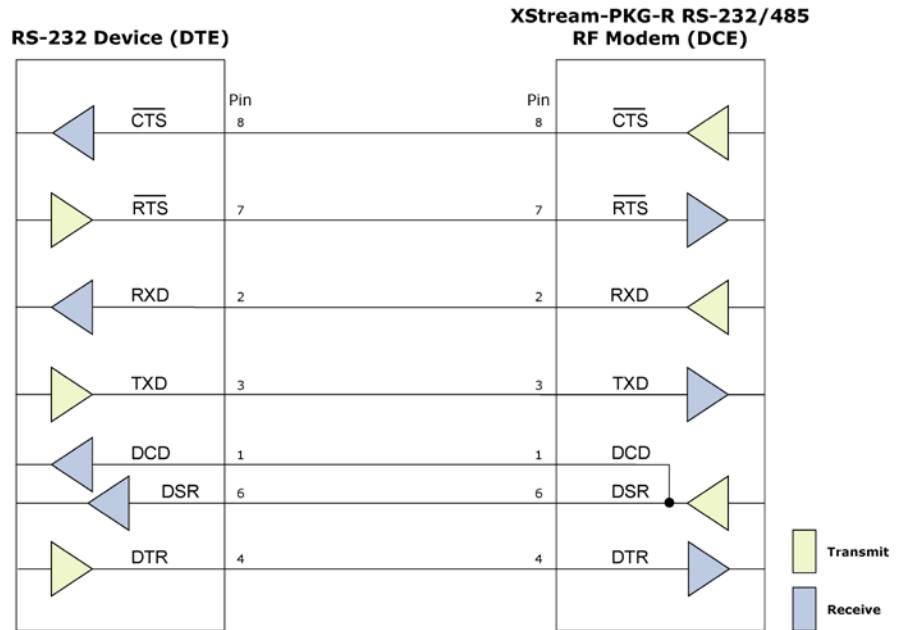 RS-232 Device (DTE)
XStream-PKG-R RS-232/485
RF Modem (DCE)
Pin
Pin
CTS
8
8
CTS
RTS
7
7
RTS
RXD
2
2
RXD
TXD
3
3
TXD
DCD
1
1
DCD
DSR
6
6
DSR
DTR
4
4
DTR
Transmit
Receive